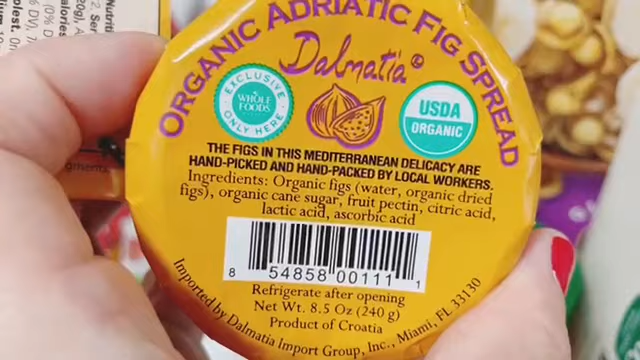 ORGANIC ADRIATIC FIG SPREAD
Dalmatia®
EXCLUSIVE
WHOLE
FOODS
ONLY HERE
USDA
ORGANIC
THE FIGS IN THIS MEDITERRANEAN DELICACY ARE
HAND-PICKED AND HAND-PACKED BY LOCAL WORKERS.
Ingredients: Organic figs (water, organic dried
figs), organic cane sugar, fruit pectin, citric acid,
lactic acid, ascorbic acid
8 54858 00111 1
Refrigerate after opening
Net Wt. 8.5 Oz (240 g)
Product of Croatia
Imported by Dalmatia Import Group, Inc., Miami, FL 33130